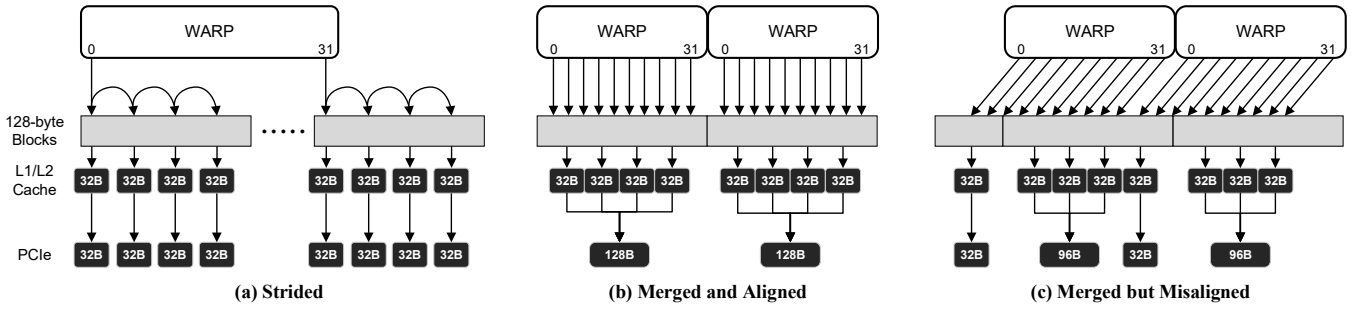 WARP
0 31
WARP
0 31
WARP
0 31
WARP
0 31
WARP
0 31
128-byte
Blocks
.....
L1/L2
Cache
32B 32B 32B 32B 32B 32B 32B 32B
32B 32B 32B 32B 32B 32B 32B 32B
32B 32B 32B 32B 32B 32B 32B 32B
PCIe
32B 32B 32B 32B 32B 32B 32B 32B
128B 128B
32B 96B 32B 96B
(a) Strided
(b) Merged and Aligned
(c) Merged but Misaligned